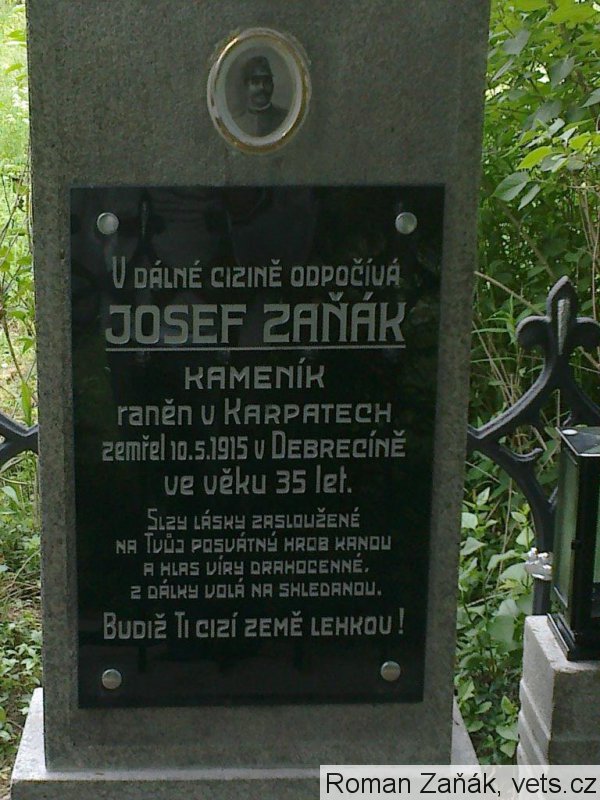 V DÁLNÉ CIZINĚ ODPOČÍVÁ
JOSEF ZAŇÁK
KAMENÍK
raněn v KARPATECH
zemřel 10.5.1915 v DEBRECÍNĚ
ve věku 35 let.
SLZY LÁSKY ZASLOUŽENÉ
NA TVŮJ POSVÁTNÝ HROB KANOU
A HLAS VÍRY DRAHOCENNÉ,
Z DÁLKY VOLÁ NA SHLEDANOU.
BUDIŽ TI CIZÍ ZEMĚ LEHKOU!
Roman Zaňák, vets.cz